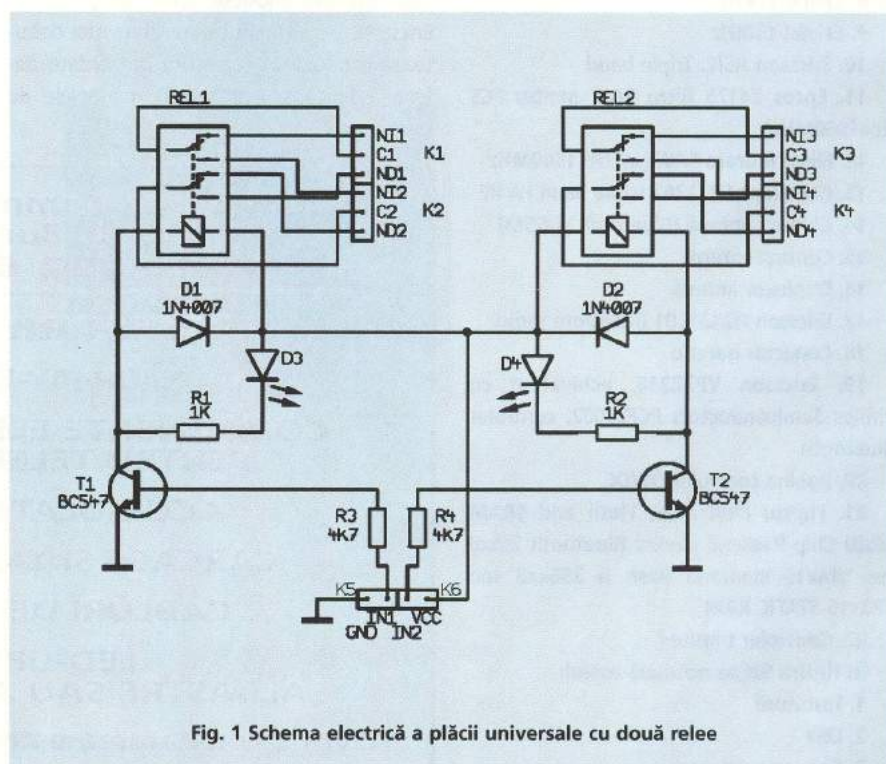 REL1
NI1
C1
ND1
NI2
C2
ND2
K1
K2
REL2
NI3
C3
ND3
NI4
C4
ND4
K3
K4
D1
1N4007
D2
1N4007
D3
D4
R1
1K
R2
1K
T1
BC547
T2
BC547
R3
4K7
R4
4K7
K5
K6
IN1
VCC
GND
IN2
Fig. 1 Schema electrică a plăcii universale cu două relee